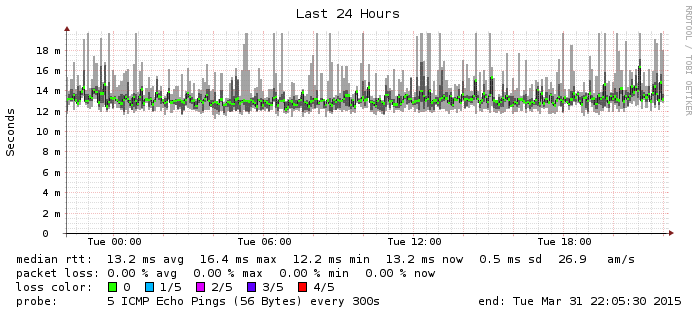 Last 24 Hours
RRDTOOL / TOBI OETIKER
Seconds
18 m
16 m
14 m
12 m
10 m
8 m
6 m
4 m
2 m
0
Tue 00:00 Tue 06:00 Tue 12:00 Tue 18:00
median rtt: 13.2 ms avg 16.4 ms max 12.2 ms min 13.2 ms now 0.5 ms sd 26.9 am/s
packet loss: 0.00 % avg 0.00 % max 0.00 % min 0.00 % now
loss color: 0 1/5 2/5 3/5 4/5
probe: 5 ICMP Echo Pings (56 Bytes) every 300s end: Tue Mar 31 22:05:30 2015